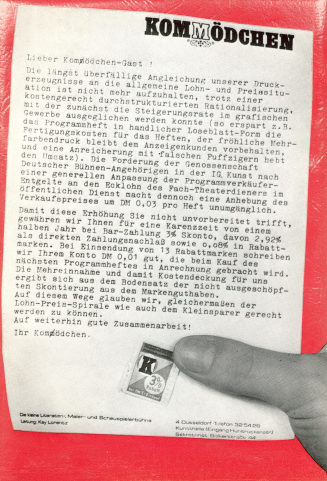 KOMMÖDCHEN
Lieber Kommödchen-Gast !
Die längst überfällige Angleichung unserer Druck-
erzeugnisse an die allgemeine Lohn- und Preissitu-
ation ist nicht mehr aufzuhalten, trotz einer
kostengerecht durchstrukturierten Rationalisierung,
mit der zunächst die Steigerungsrate im grafischen
Gewerbe ausgeglichen werden konnte (so erspart z.B.
das Programmheft in handlicher Loseblatt-Form die
Fertigungskosten für das Heften, der fröhliche Mehr-
farbendruck bleibt dem Anzeigenkunden vorbehalten,
und eine Anreicherung mit falschen Fuffzigern hebt
den Umsatz). Die Forderung der Genossenschaft
Deutscher Bühnen-Angehörigen in der IG Kunst nach
einer generellen Anpassung der Programmverkäufer-
Entgelte an den Ecklohn des Fach-Theaterdieners im
öffentlichen Dienst macht dennoch eine Anhebung des
Verkaufspreises um DM 0,03 pro Heft unumgänglich.
Damit diese Erhöhung Sie nicht unvorbereitet trifft,
gewähren wir Ihnen für eine Karenzzeit von einem
halben Jahr bei Bar-Zahlung 3% Skonto, davon 2,92%
als direkten Zahlungsnachlaß sowie 0,08% in Rabatt-
marken. Bei Einsendung von 13 Rabattmarken schreiben
wir Ihrem Konto DM 0,01 gut, die beim Kauf des
nächsten Programmheftes in Anrechnung gebracht wird.
Die Mehreinnahme und damit Kostendeckung für uns
ergibt sich aus dem Bodensatz der nicht ausgeschöpf-
ten Skontierung aus dem Markenguthaben.
Auf diesem Wege glauben wir, gleichermaßen der
Lohn-Preis-Spirale wie auch dem Kleinsparer gerecht
werden zu können.
Auf weiterhin gute Zusammenarbeit!
Ihr Kommödchen.
K
3%
Die kleine Literaten-, Maler- und Schauspielerbühne
Leitung Kay Lorentz
4 Düsseldorf Telefon 325428
Kunsthalle (Eingang Hunsrückenstr.)
Sekretariat: Bolkerstraße 44